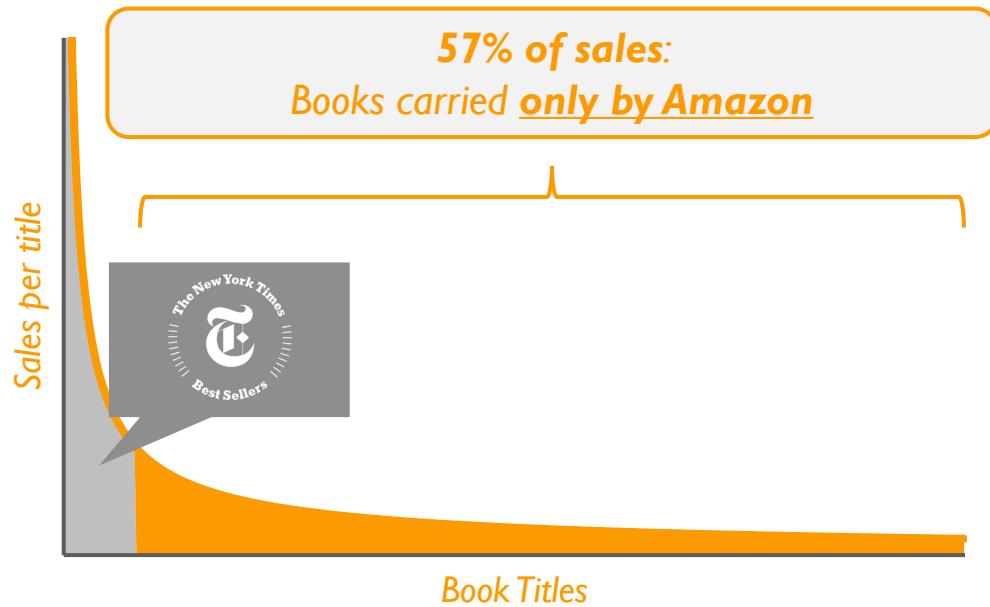 57% of sales:
Books carried only by Amazon
Sales per title
The New York Times
T
Best Sellers
Book Titles